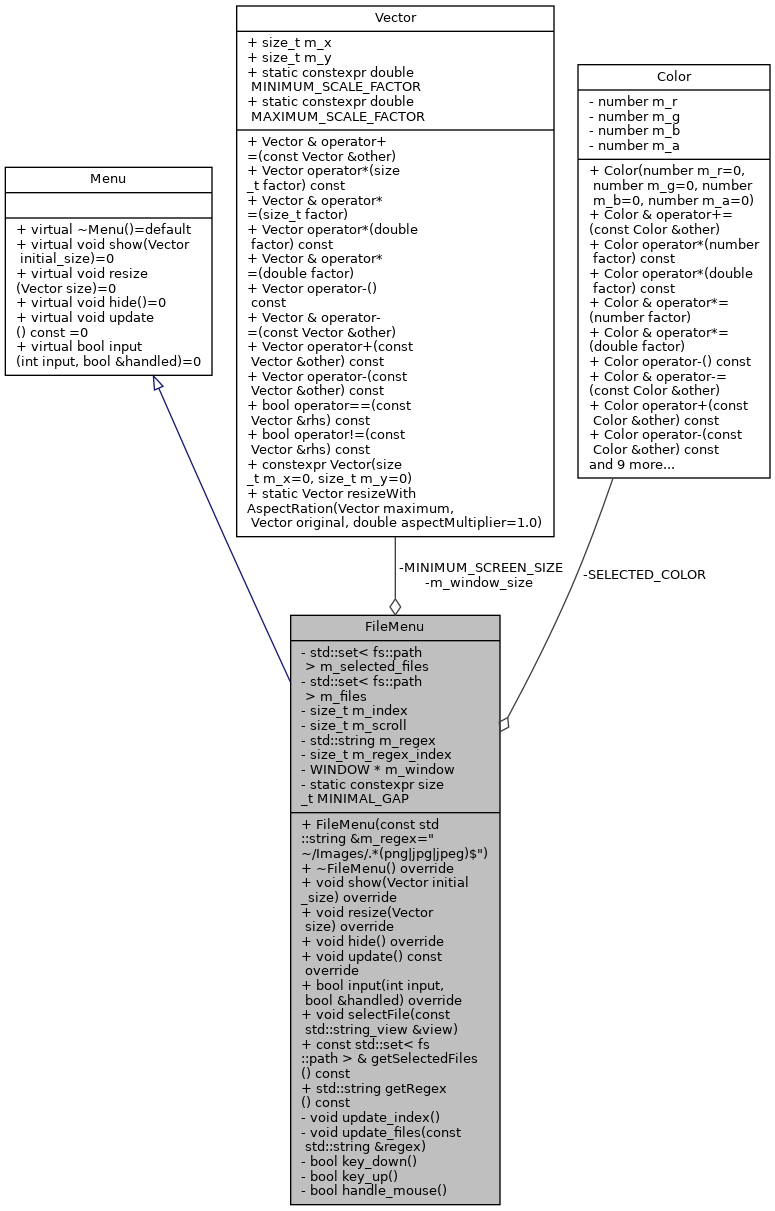 Vector
+ size_t m_x
+ size_t m_y
+ static constexpr double
MINIMUM_SCALE_FACTOR
+ static constexpr double
MAXIMUM_SCALE_FACTOR
+ Vector & operator+
=(const Vector &other)
+ Vector operator*(size
_t factor) const
+ Vector & operator*
=(size_t factor)
+ Vector operator*(double
factor) const
+ Vector & operator*
=(double factor)
+ Vector operator-()
const
+ Vector & operator-
=(const Vector &other)
+ Vector operator+(const
Vector &other) const
+ Vector operator-(const
Vector &other) const
+ bool operator==(const
Vector &rhs) const
+ bool operator!=(const
Vector &rhs) const
+ constexpr Vector(size
_t m_x=0, size_t m_y=0)
+ static Vector resizeWith
AspectRation(Vector maximum,
Vector original, double aspectMultiplier=1.0)
Color
- number m_r
- number m_g
- number m_b
- number m_a
+ Color(number m_r=0,
number m_g=0, number
m_b=0, number m_a=0)
+ Color & operator+=
(const Color &other)
+ Color operator*(number
factor) const
+ Color operator*(double
factor) const
+ Color & operator*=
(number factor)
+ Color & operator*=
(double factor)
+ Color operator-() const
+ Color & operator-=
(const Color &other)
+ Color operator+(const
Color &other) const
+ Color operator-(const
Color &other) const
and 9 more...
Menu
+ virtual ~Menu()=default
+ virtual void show(Vector
initial_size)=0
+ virtual void resize
(Vector size)=0
+ virtual void hide()=0
+ virtual void update
() const =0
+ virtual bool input
(int input, bool &handled)=0
-MINIMUM_SCREEN_SIZE
-m_window_size
-SELECTED_COLOR
FileMenu
- std::set< fs::path
> m_selected_files
- std::set< fs::path
> m_files
- size_t m_index
- size_t m_scroll
- std::string m_regex
- size_t m_regex_index
- WINDOW * m_window
- static constexpr size
_t MINIMAL_GAP
+ FileMenu(const std
::string &m_regex="
~/Images/.*(png|jpg|jpeg)$")
+ ~FileMenu() override
+ void show(Vector initial
_size) override
+ void resize(Vector
size) override
+ void hide() override
+ void update() const
override
+ bool input(int input,
bool &handled) override
+ void selectFile(const
std::string_view &view)
+ const std::set< fs
::path > & getSelectedFiles
() const
+ std::string getRegex
() const
- void update_index()
- void update_files(const
std::string &regex)
- bool key_down()
- bool key_up()
- bool handle_mouse()